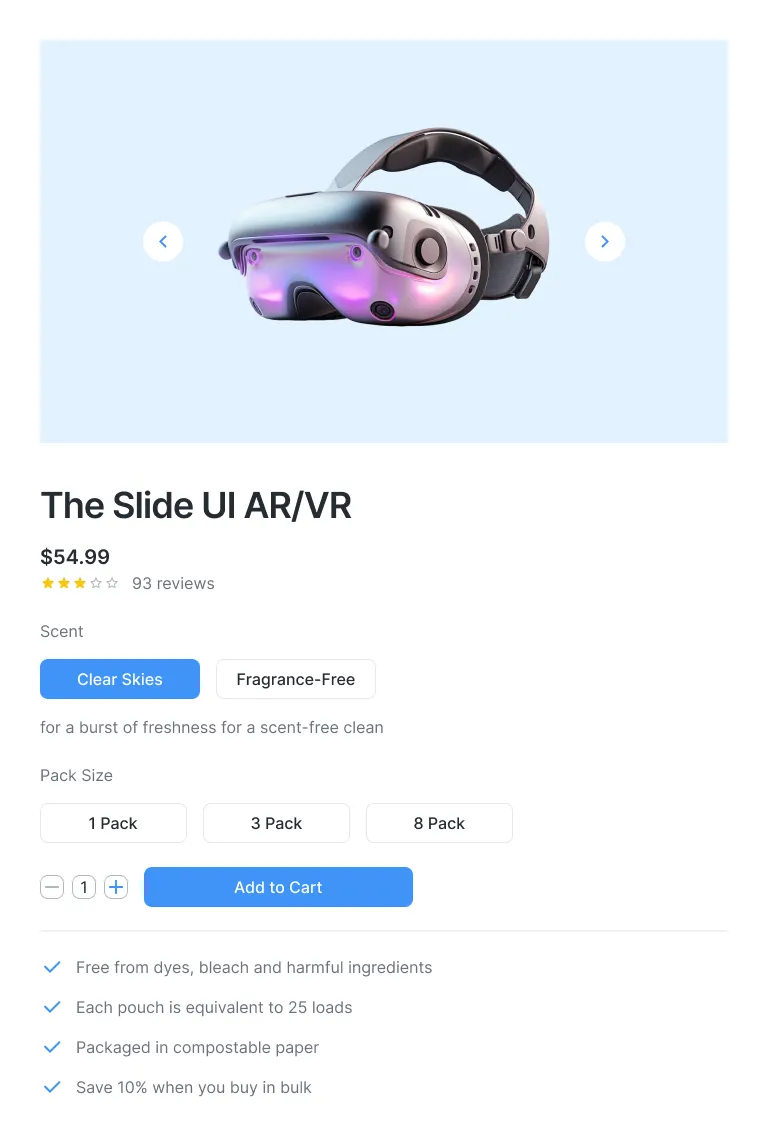 The Slide UI AR/VR
$54.99
93 reviews
Scent
Clear Skies
Fragrance-Free
for a burst of freshness for a scent-free clean
Pack Size
1 Pack
3 Pack
8 Pack
1
Add to Cart
Free from dyes, bleach and harmful ingredients
Each pouch is equivalent to 25 loads
Packaged in compostable paper
Save 10% when you buy in bulk